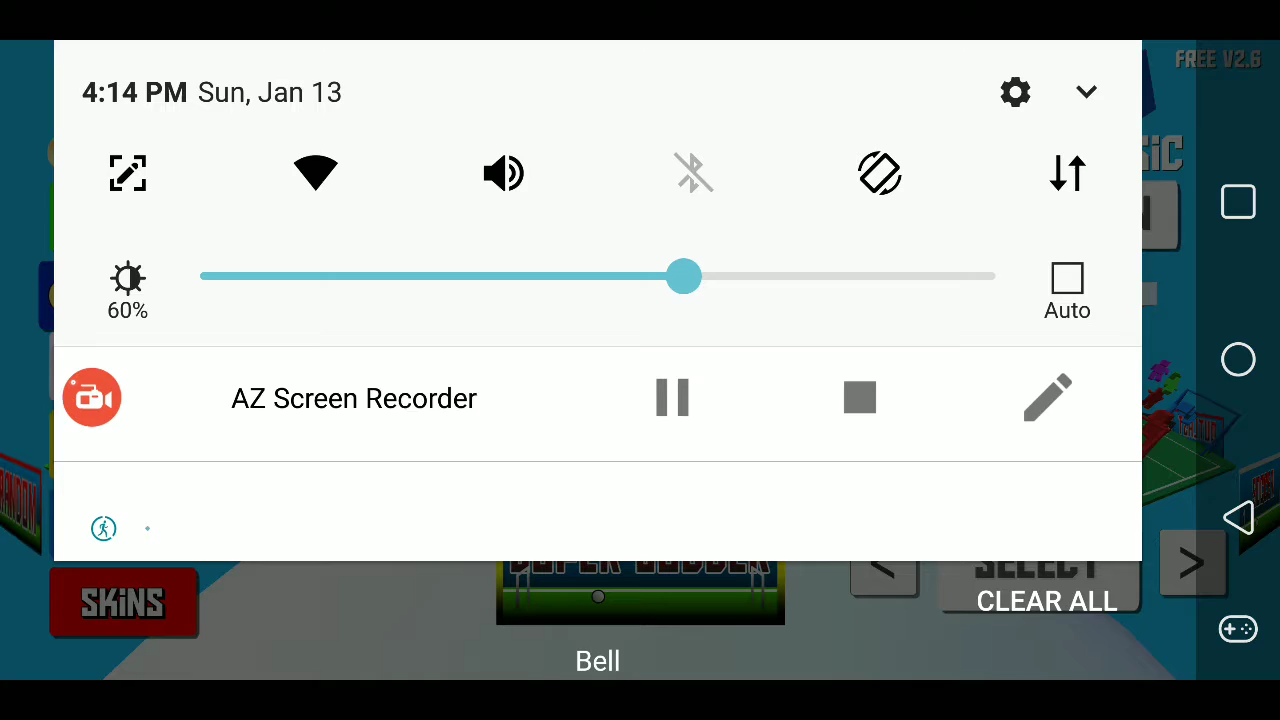 4:14 PM Sun, Jan 13
FREE V2.6
60%
Auto
AZ Screen Recorder
RANDOM
SKINS
<
SELECT
>
CLEAR ALL
Bell